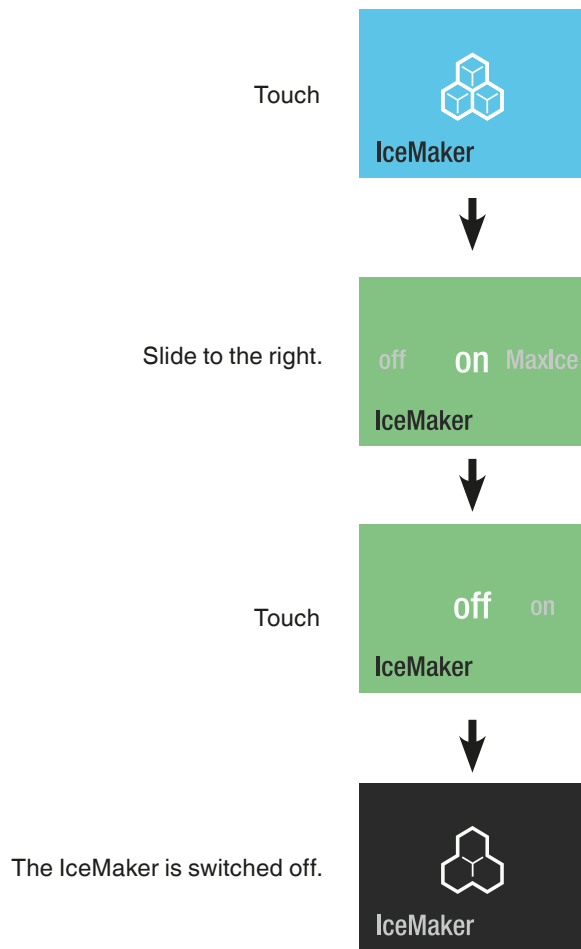 Touch
IceMaker
Slide to the right.
off on MaxIce
IceMaker
Touch
off on
IceMaker
The IceMaker is switched off.
IceMaker